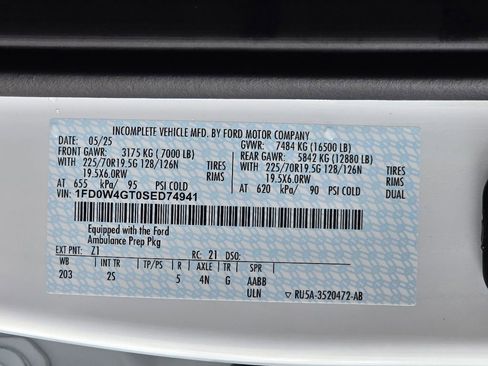 INCOMPLETE VEHICLE MFD. BY FORD MOTOR COMPANY
DATE: 05/25 GVWR: 7484 KG (16500 LB)
FRONT GAWR: 3175 KG (7000 LB) REAR GAWR: 5842 KG (12880 LB)
WITH 225/70R19.5G 128/126N TIRES WITH 225/70R19.5G 128/126N TIRES
19.5X6.0RW RIMS 19.5X6.0RW RIMS
AT 655 kPa/ 95 PSI COLD AT 620 kPa/ 90 PSI COLD DUAL
VIN: 1FD0W4GT0SED74941
Equipped with the Ford
Ambulance Prep Pkg
EXT PNT: Z1 RC: 21 DSO:
WB INT TR TP/PS R AXLE TR SPR
203 2S 5 4N G AABB
ULN ▽ RU5A-3520472-AB